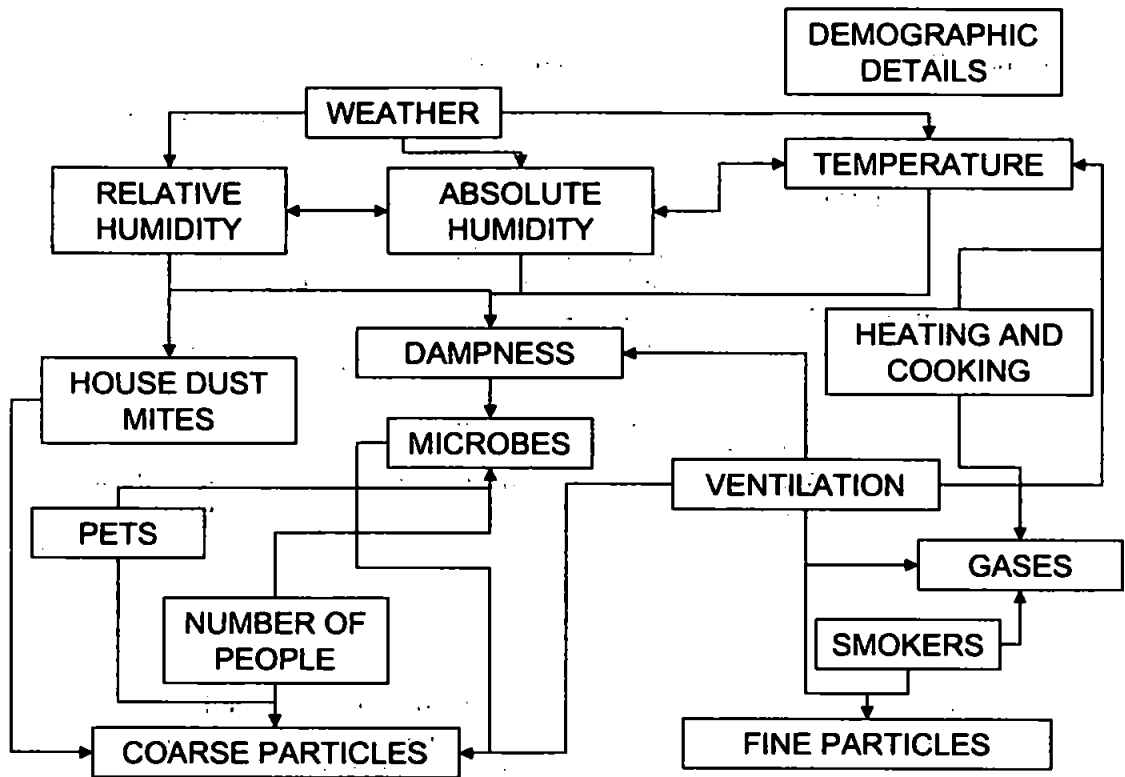 DEMOGRAPHIC
DETAILS
WEATHER
TEMPERATURE
RELATIVE
HUMIDITY
ABSOLUTE
HUMIDITY
DAMPNESS
HEATING AND
COOKING
HOUSE DUST
MITES
MICROBES
VENTILATION
PETS
GASES
NUMBER OF
PEOPLE
SMOKERS
COARSE PARTICLES
FINE PARTICLES